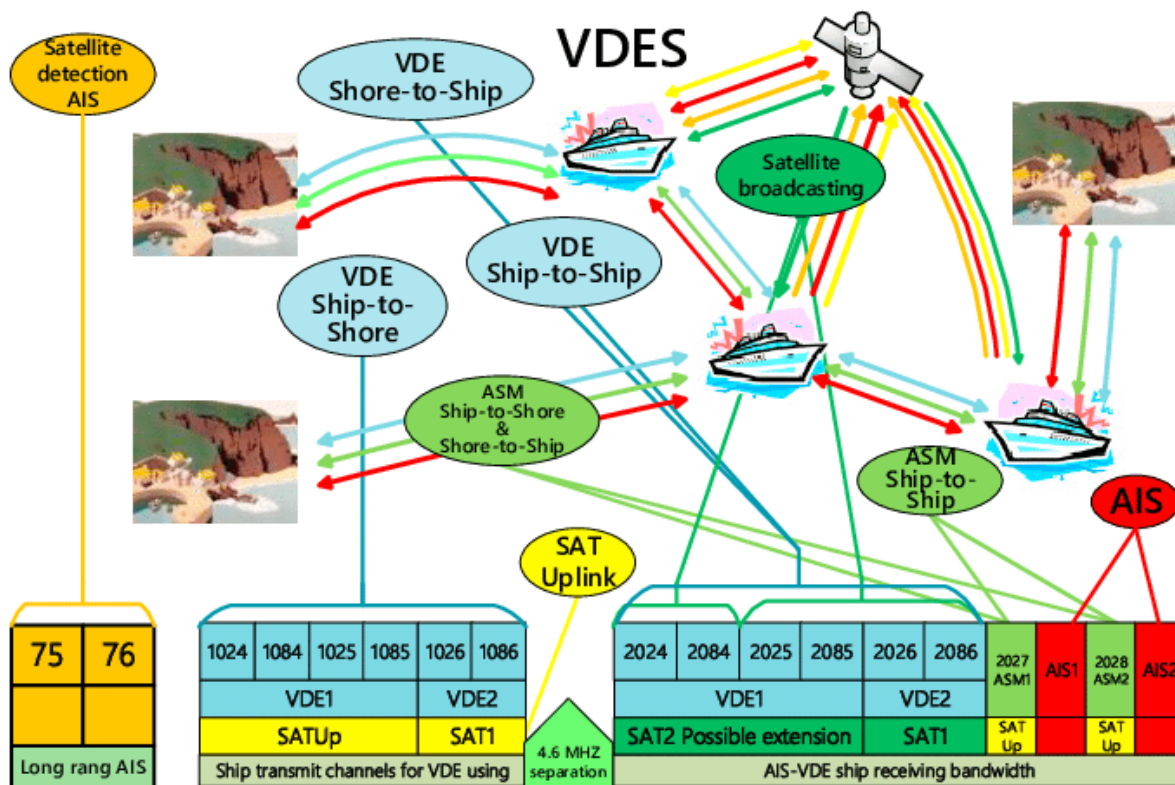 VDES
Satellite
detection
AIS
VDE
Shore-to-Ship
Satellite
broadcasting
VDE
Ship-to-Ship
VDE
Ship-to-
Shore
ASM
Ship-to-Shore
&
Shore-to-Ship
ASM
Ship-to-
Ship
AIS
SAT
Uplink
75 76
Long rang AIS
1024 1084 1025 1085 1026 1086
VDE1 VDE2
SATUp SAT1
Ship transmit channels for VDE using
4.6 MHZ
separation
2024 2084 2025 2085 2026 2086
2027
ASM1
AIS1
2028
ASM2
AIS2
VDE1 VDE2
SAT2 Possible extension SAT1
SAT
Up
SAT
Up
AIS-VDE ship receiving bandwidth